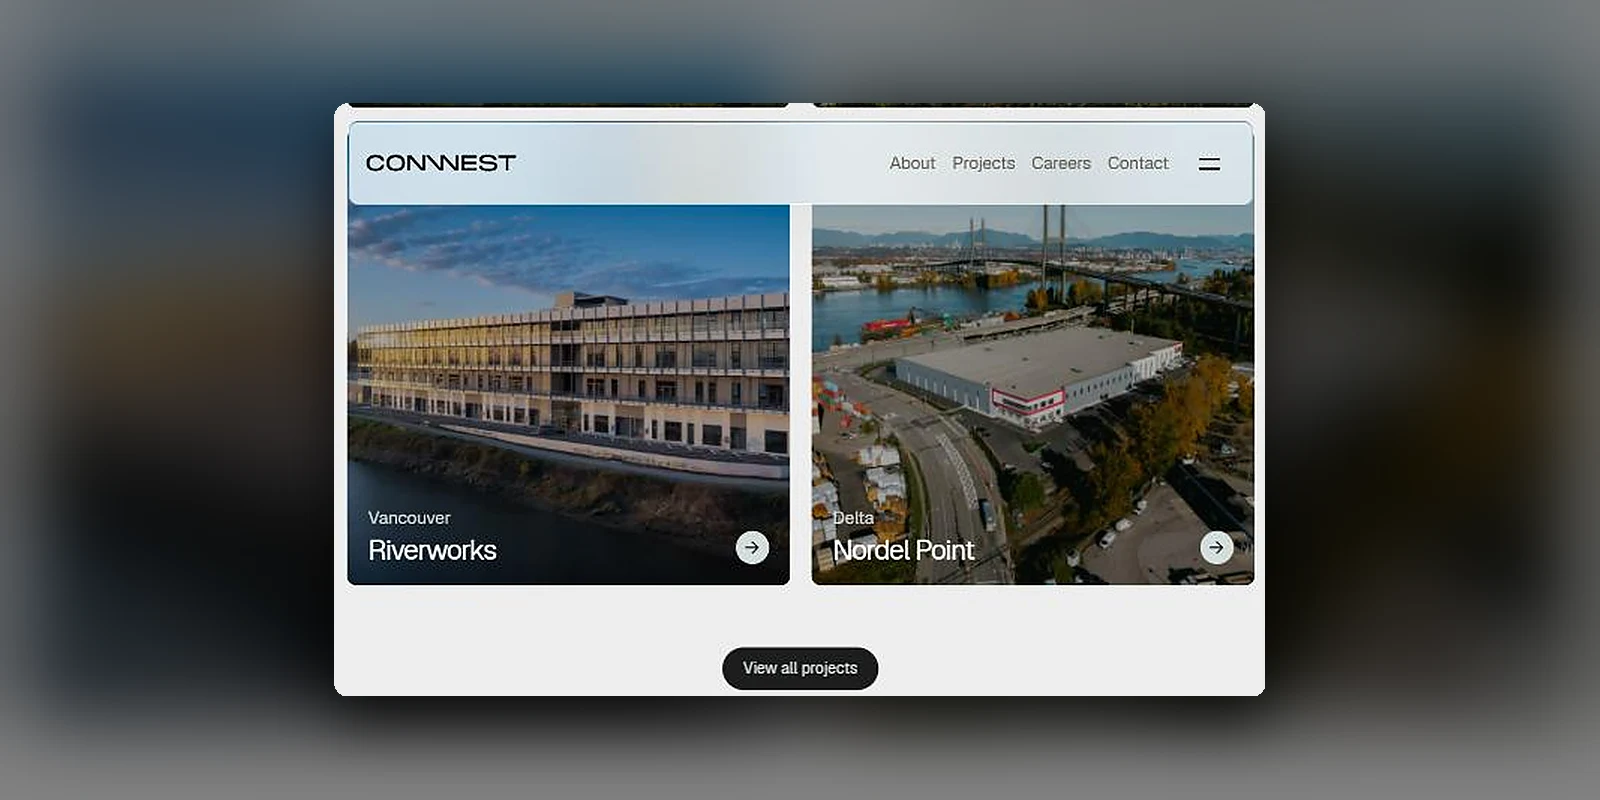 CONWEST
About Projects Careers Contact
Vancouver
Riverworks
Delta
Nordel Point
View all projects